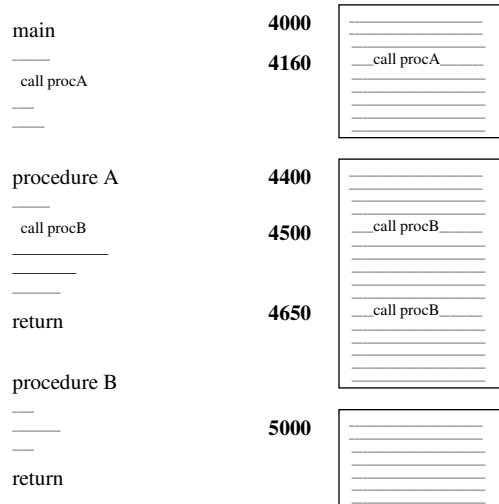 main
call procA
procedure A
call procB
return
procedure B
return
4000
4160
call procA
4400
4500
call procB
4650
call procB
5000